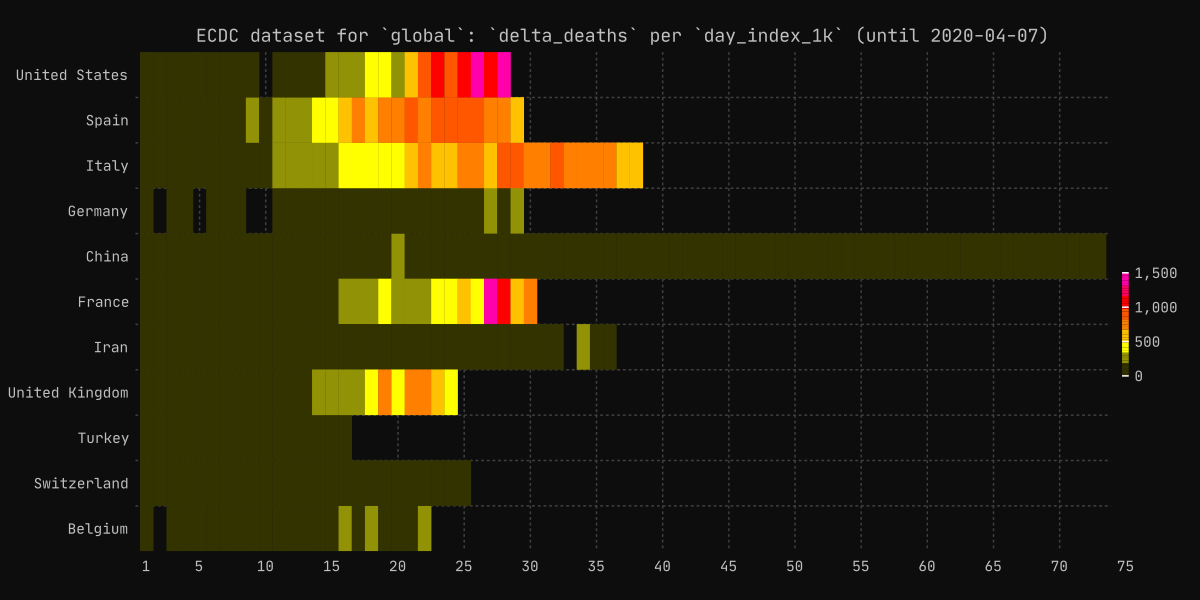 ECDC dataset for `global`: `delta_deaths` per `day_index_1k` (until 2020-04-07)
United States
Spain
Italy
Germany
China
France
Iran
United Kingdom
Turkey
Switzerland
Belgium
1,500
1,000
500
0
1 5 10 15 20 25 30 35 40 45 50 55 60 65 70 75